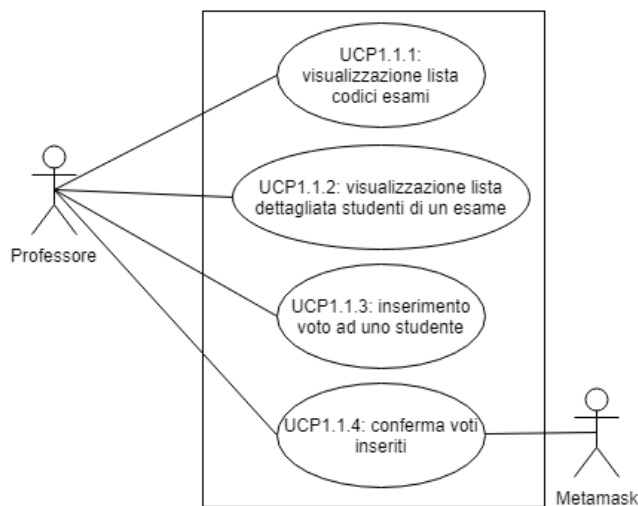 UCP1.1.1:
visualizzazione lista
codici esami
UCP1.1.2: visualizzazione lista
dettagliata studenti di un esame
Professore
UCP1.1.3: inserimento
voto ad uno studente
UCP1.1.4: conferma voti
inseriti
Metamask